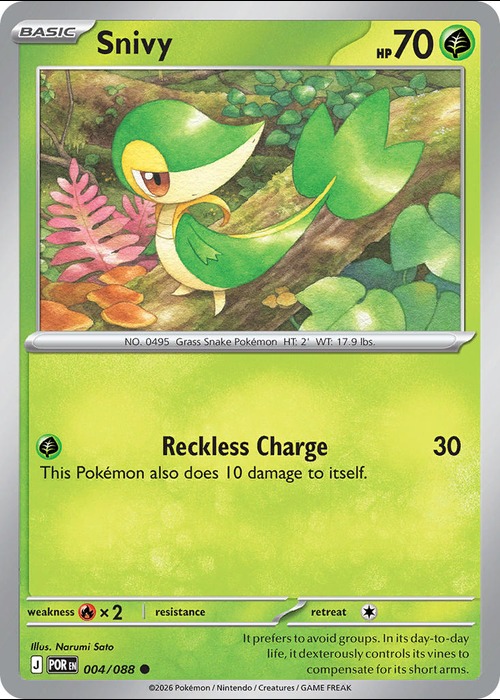 BASIC
Snivy
HP 70
NO. 0495 Grass Snake Pokémon HT: 2' WT: 17.9 lbs.
Reckless Charge 30
This Pokémon also does 10 damage to itself.
weakness ×2 resistance retreat
Illus. Narumi Sato
It prefers to avoid groups. In its day-to-day
life, it dexterously controls its vines to
compensate for its short arms.
J POR EN 004/088
©2026 Pokémon / Nintendo / Creatures / GAME FREAK